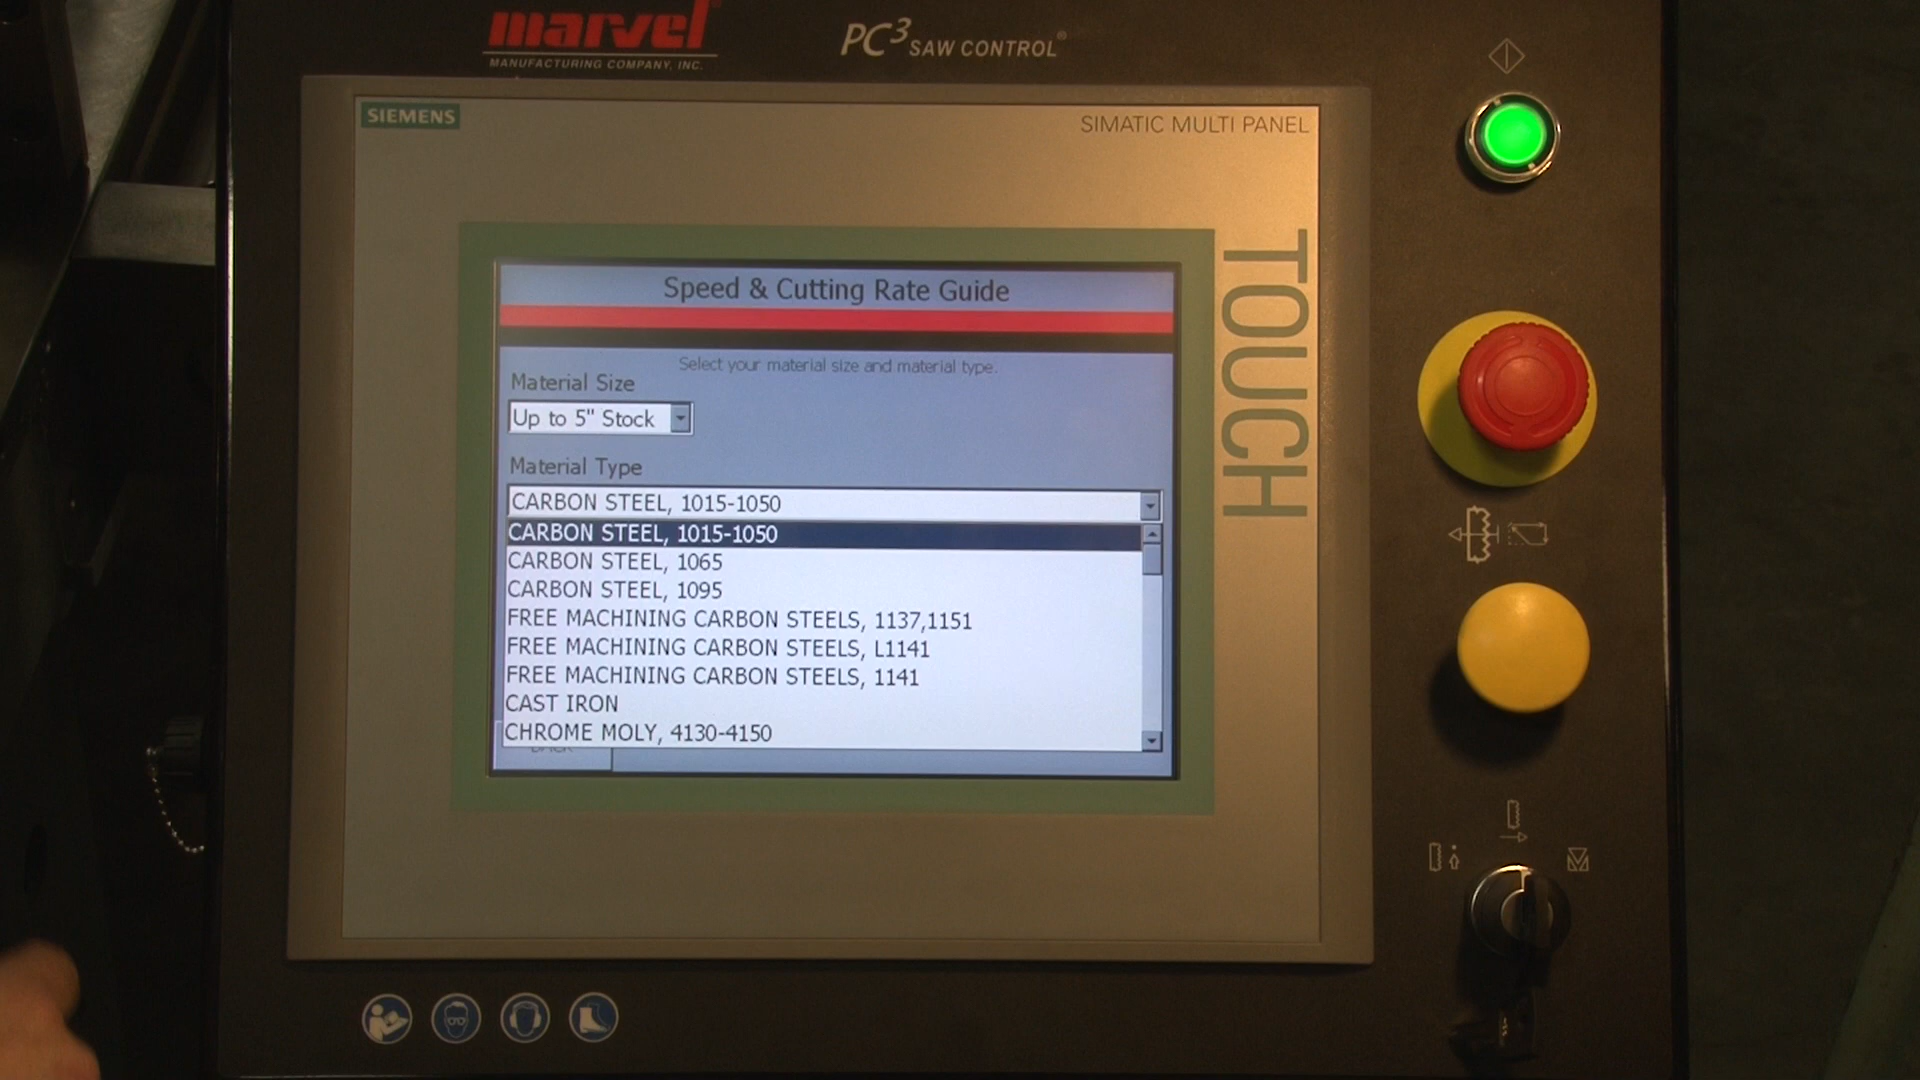 marvel
MANUFACTURING COMPANY, INC.
PC3 SAW CONTROL®
SIEMENS
SIMATIC MULTI PANEL
TOUCH
Speed & Cutting Rate Guide
Select your material size and material type.
Material Size
Up to 5" Stock
Material Type
CARBON STEEL, 1015-1050
CARBON STEEL, 1015-1050
CARBON STEEL, 1065
CARBON STEEL, 1095
FREE MACHINING CARBON STEELS, 1137,1151
FREE MACHINING CARBON STEELS, L1141
FREE MACHINING CARBON STEELS, 1141
CAST IRON
CHROME MOLY, 4130-4150
BACK